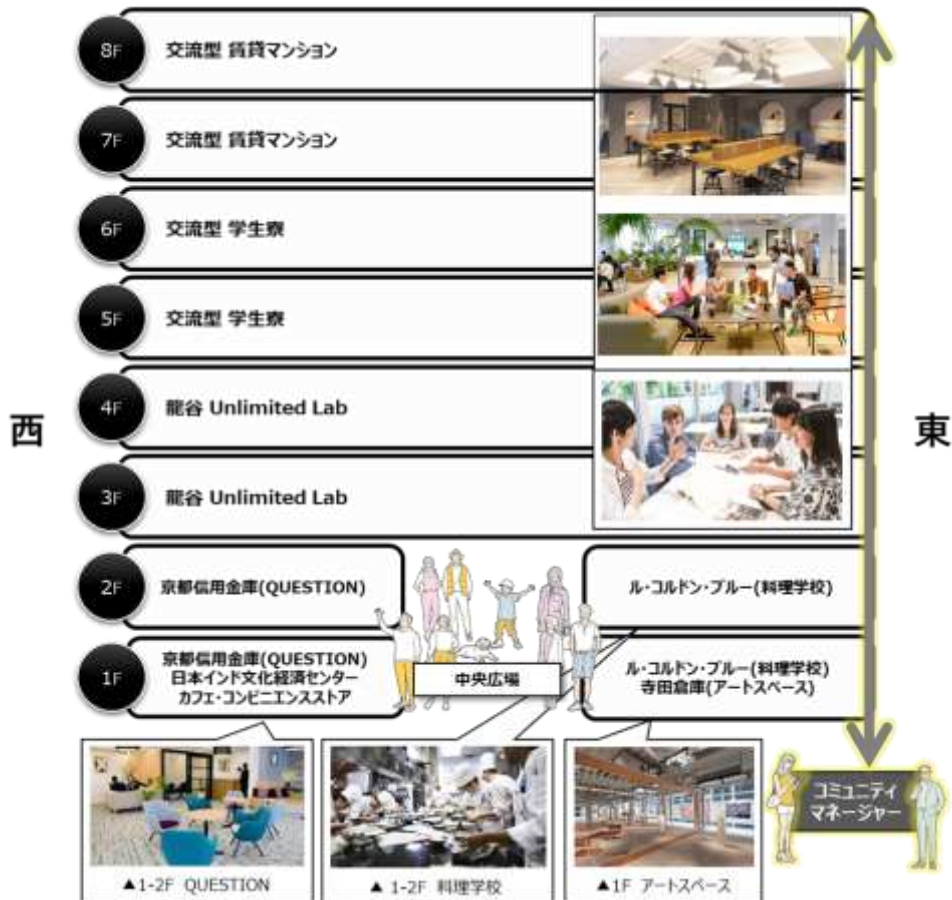 8F
交流型 賃貸マンション
7F
交流型 賃貸マンション
6F
交流型 学生寮
5F
交流型 学生寮
4F
龍谷 Unlimited Lab
西
東
3F
龍谷 Unlimited Lab
2F
京都信用金庫(QUESTION)
ル・コルドン・ブルー(料理学校)
1F
京都信用金庫(QUESTION)
日本インド文化経済センター
カフェ・コンビニエンスストア
中央広場
ル・コルドン・ブルー(料理学校)
寺田倉庫(アートスペース)
コミュニティ
マネージャー
▲1-2F QUESTION
▲ 1-2F 料理学校
▲1F アートスペース